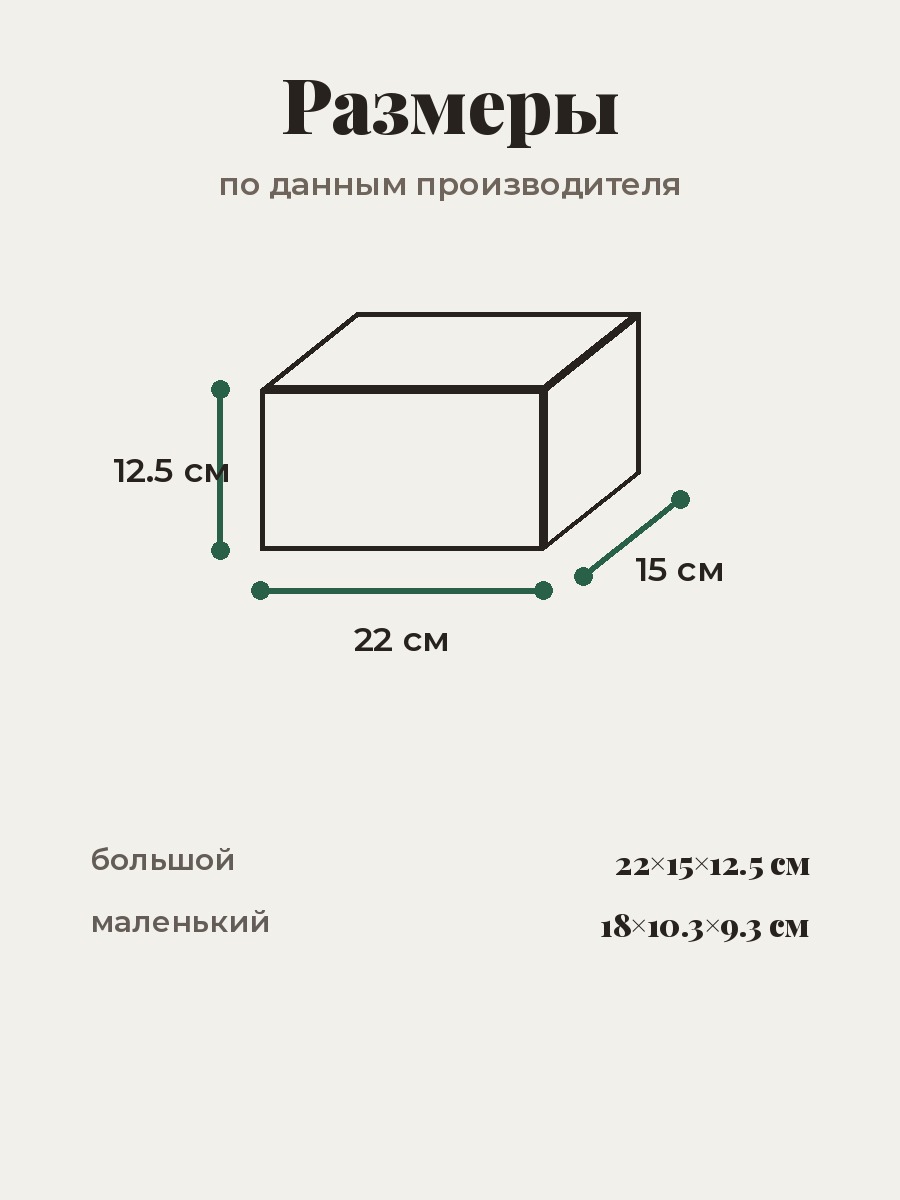 Размеры
по данным производителя
12.5 см
15 см
22 см
большой 22×15×12.5 см
маленький 18×10.3×9.3 см